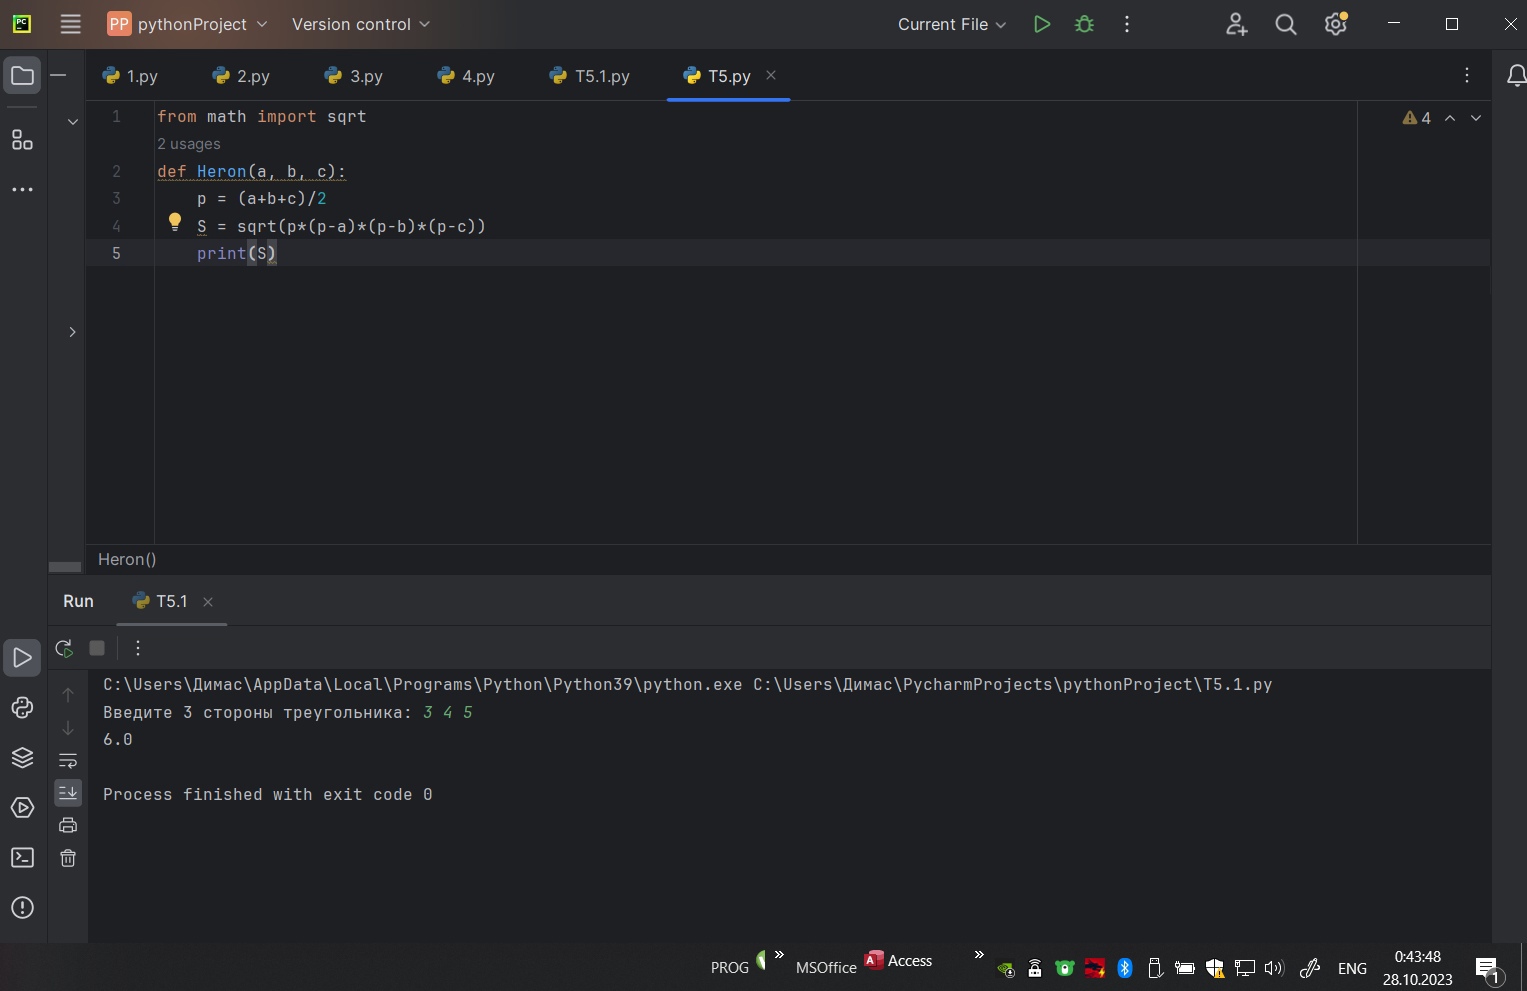 PC
PP pythonProject Version control Current File
1.py 2.py 3.py 4.py T5.1.py T5.py
1 from math import sqrt 4
2 usages
2 def Heron(a, b, c):
3 p = (a+b+c)/2
4 S = sqrt(p*(p-a)*(p-b)*(p-c))
5 print(S)
Heron()
Run T5.1
C:\Users\Димас\AppData\Local\Programs\Python\Python39\python.exe C:\Users\Димас\PycharmProjects\pythonProject\T5.1.py
Введите 3 стороны треугольника: 3 4 5
6.0
Process finished with exit code 0
PROG » MSOffice A Access » ENG 0:43:48
28.10.2023 1